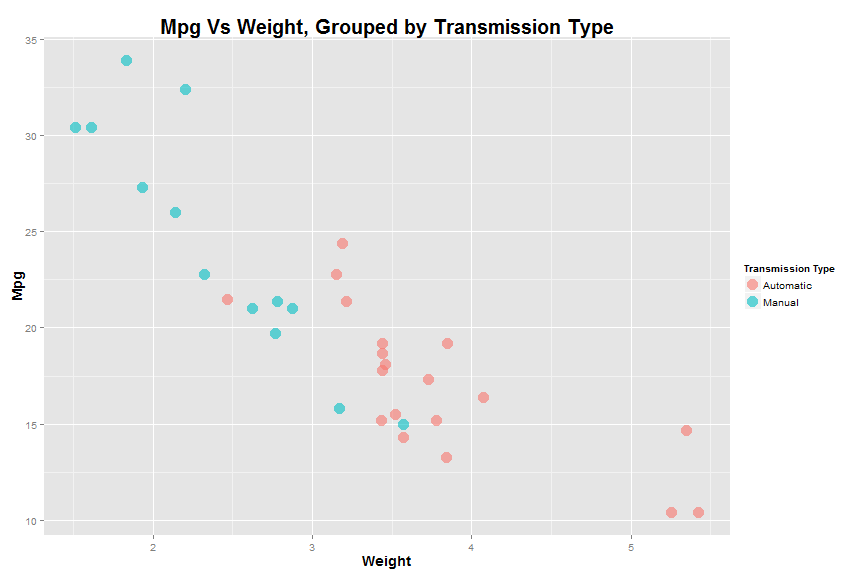 Mpg Vs Weight, Grouped by Transmission Type
35
30
25
20
15
10
Mpg
2
3
4
5
Weight
Transmission Type
Automatic
Manual